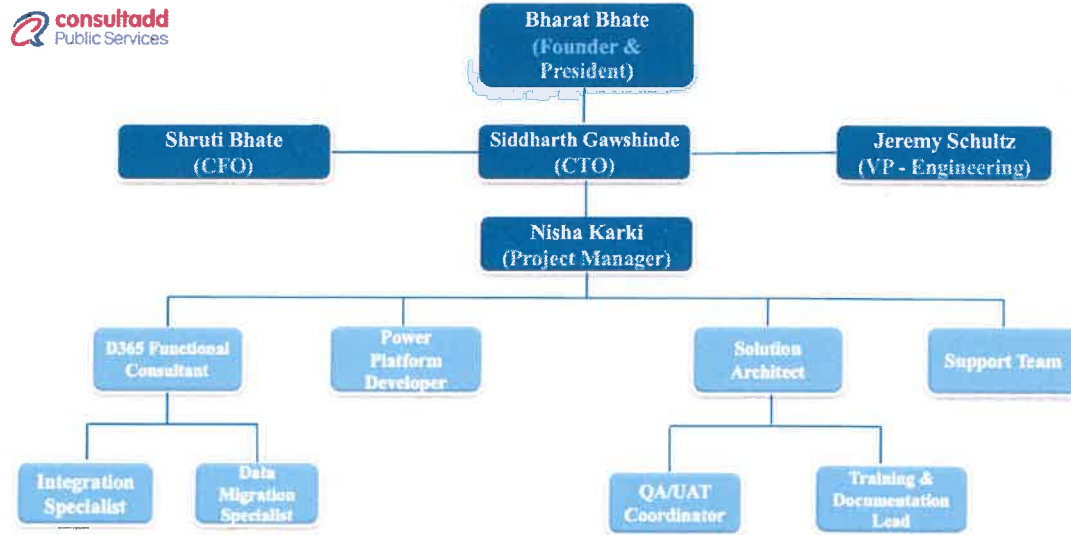 consultadd
Public Services
Bharat Bhate
(Founder &
President)
Shruti Bhate
(CFO)
Siddharth Gawshinde
(CTO)
Jeremy Schultz
(VP - Engineering)
Nisha Karki
(Project Manager)
D365 Functional
Consultant
Power
Platform
Developer
Solution
Architect
Support Team
Integration
Specialist
Data
Migration
Specialist
QA/UAT
Coordinator
Training &
Documentation
Lead